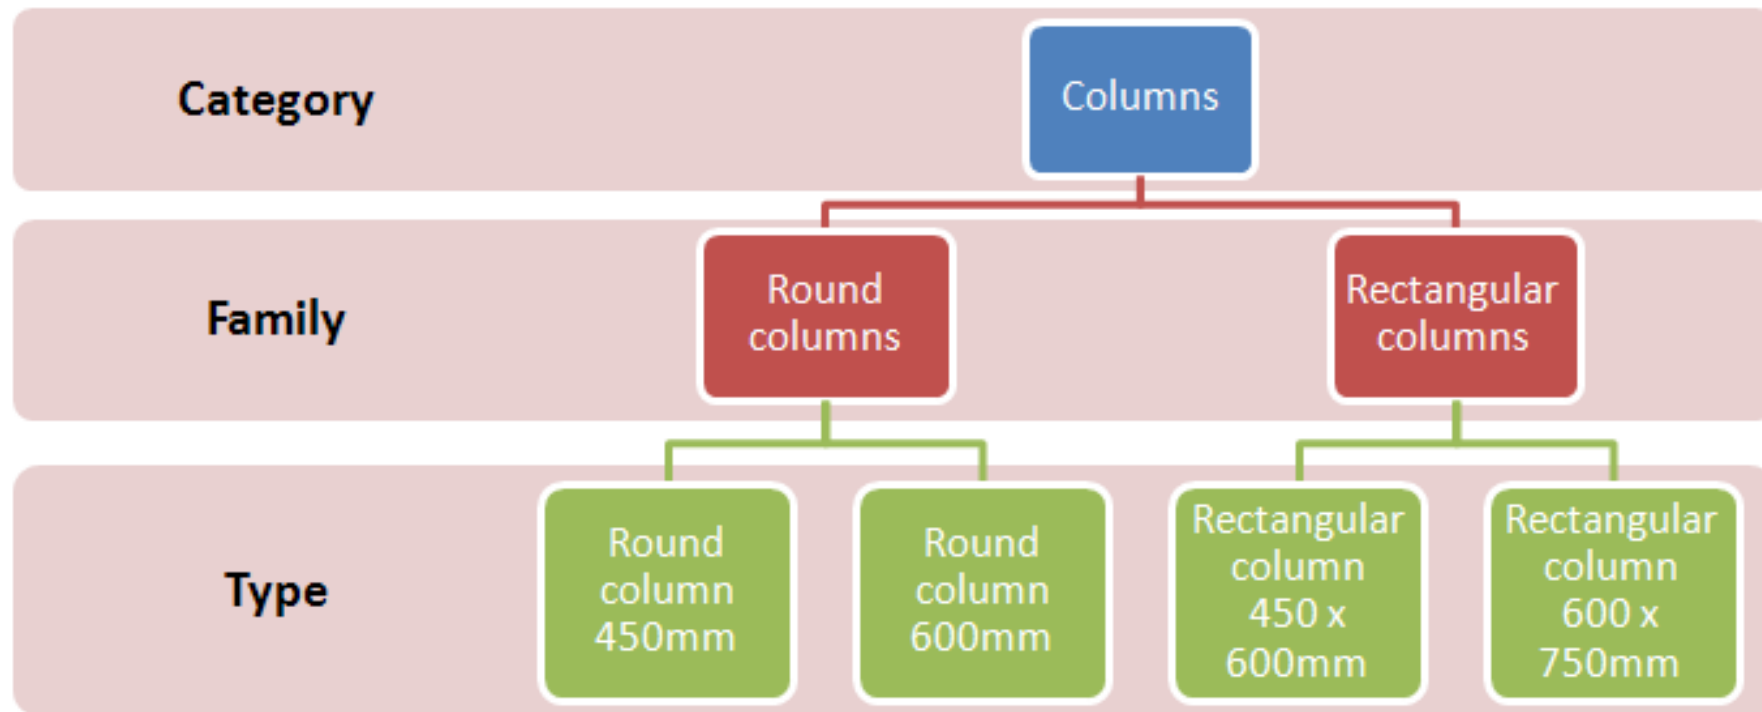 Category
Columns
Family
Round
columns
Rectangular
columns
Type
Round
column
450mm
Round
column
600mm
Rectangular
column
450 x
600mm
Rectangular
column
600 x
750mm